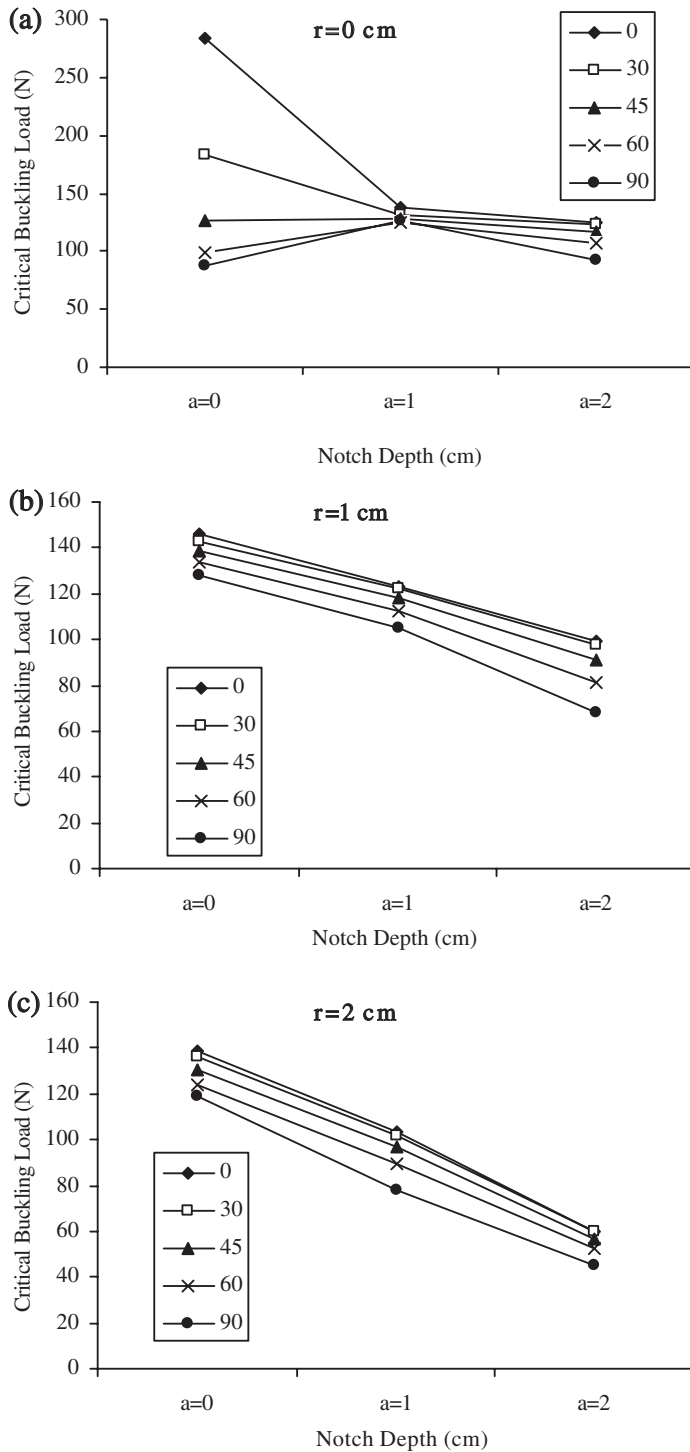 (a)
r=0 cm
300
250
200
150
100
50
0
Critical Buckling Load (N)
0
30
45
60
90
a=0 a=1 a=2
Notch Depth (cm)
(b)
r=1 cm
160
140
120
100
80
60
40
20
0
Critical Buckling Load (N)
0
30
45
60
90
a=0 a=1 a=2
Notch Depth (cm)
(c)
r=2 cm
160
140
120
100
80
60
40
20
0
Critical Buckling Load (N)
0
30
45
60
90
a=0 a=1 a=2
Notch Depth (cm)